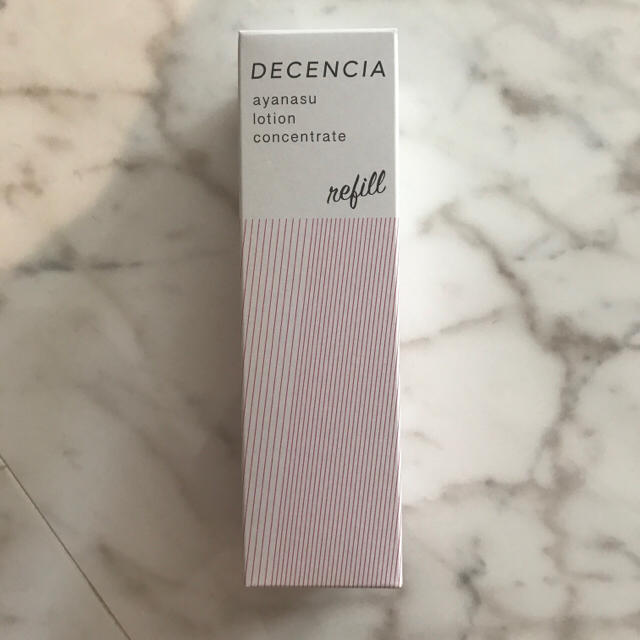 DECENCIA
ayanasu
lotion
concentrate
refill